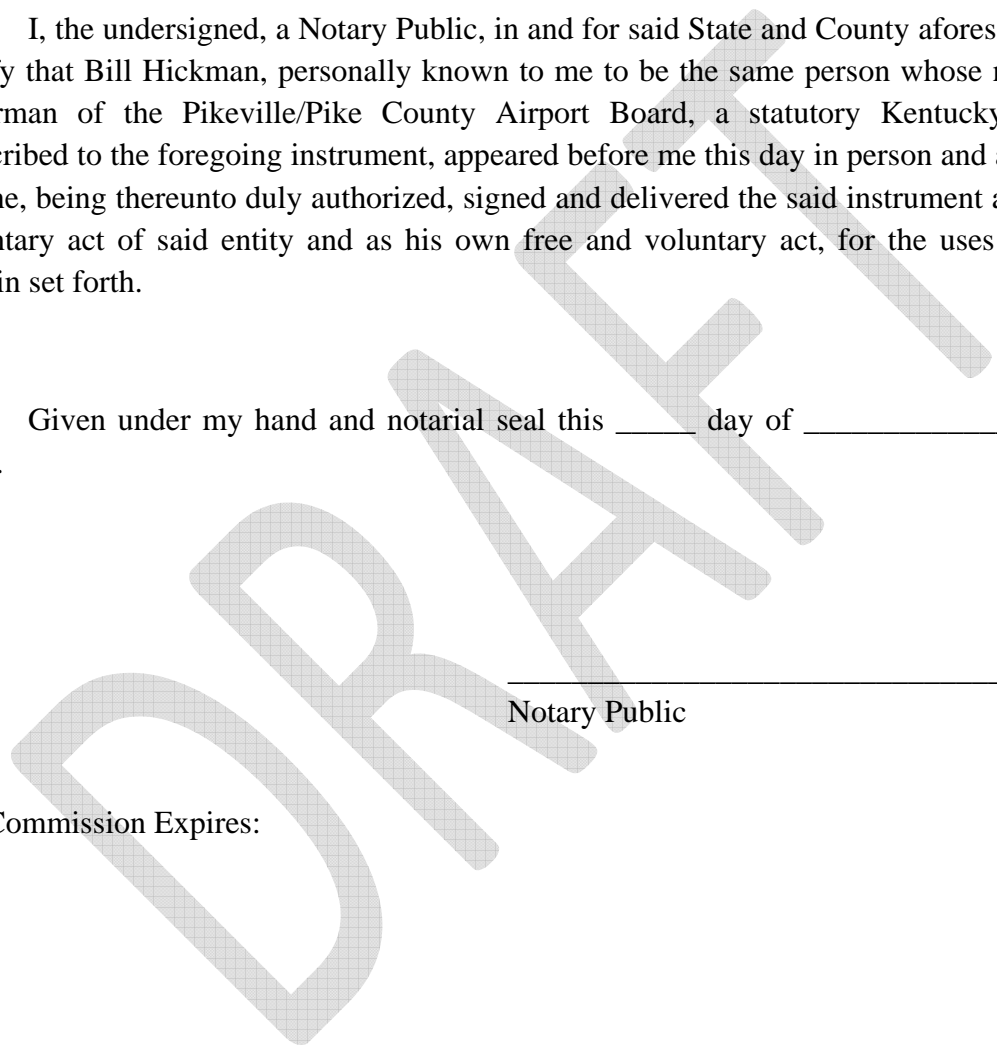 I, the undersigned, a Notary Public, in and for said State and County afores
y that Bill Hickman, personally known to me to be the same person whose
rman of the Pikeville/Pike County Airport Board, a statutory Kentucky
cribed to the foregoing instrument, appeared before me this day in person and a
ne, being thereunto duly authorized, signed and delivered the said instrument a
ntary act of said entity and as his own free and voluntary act, for the uses
in set forth.
Given under my hand and notarial seal this _____ day of ____________
.
_______________________________
Notary Public
Commission Expires:
DRAFT